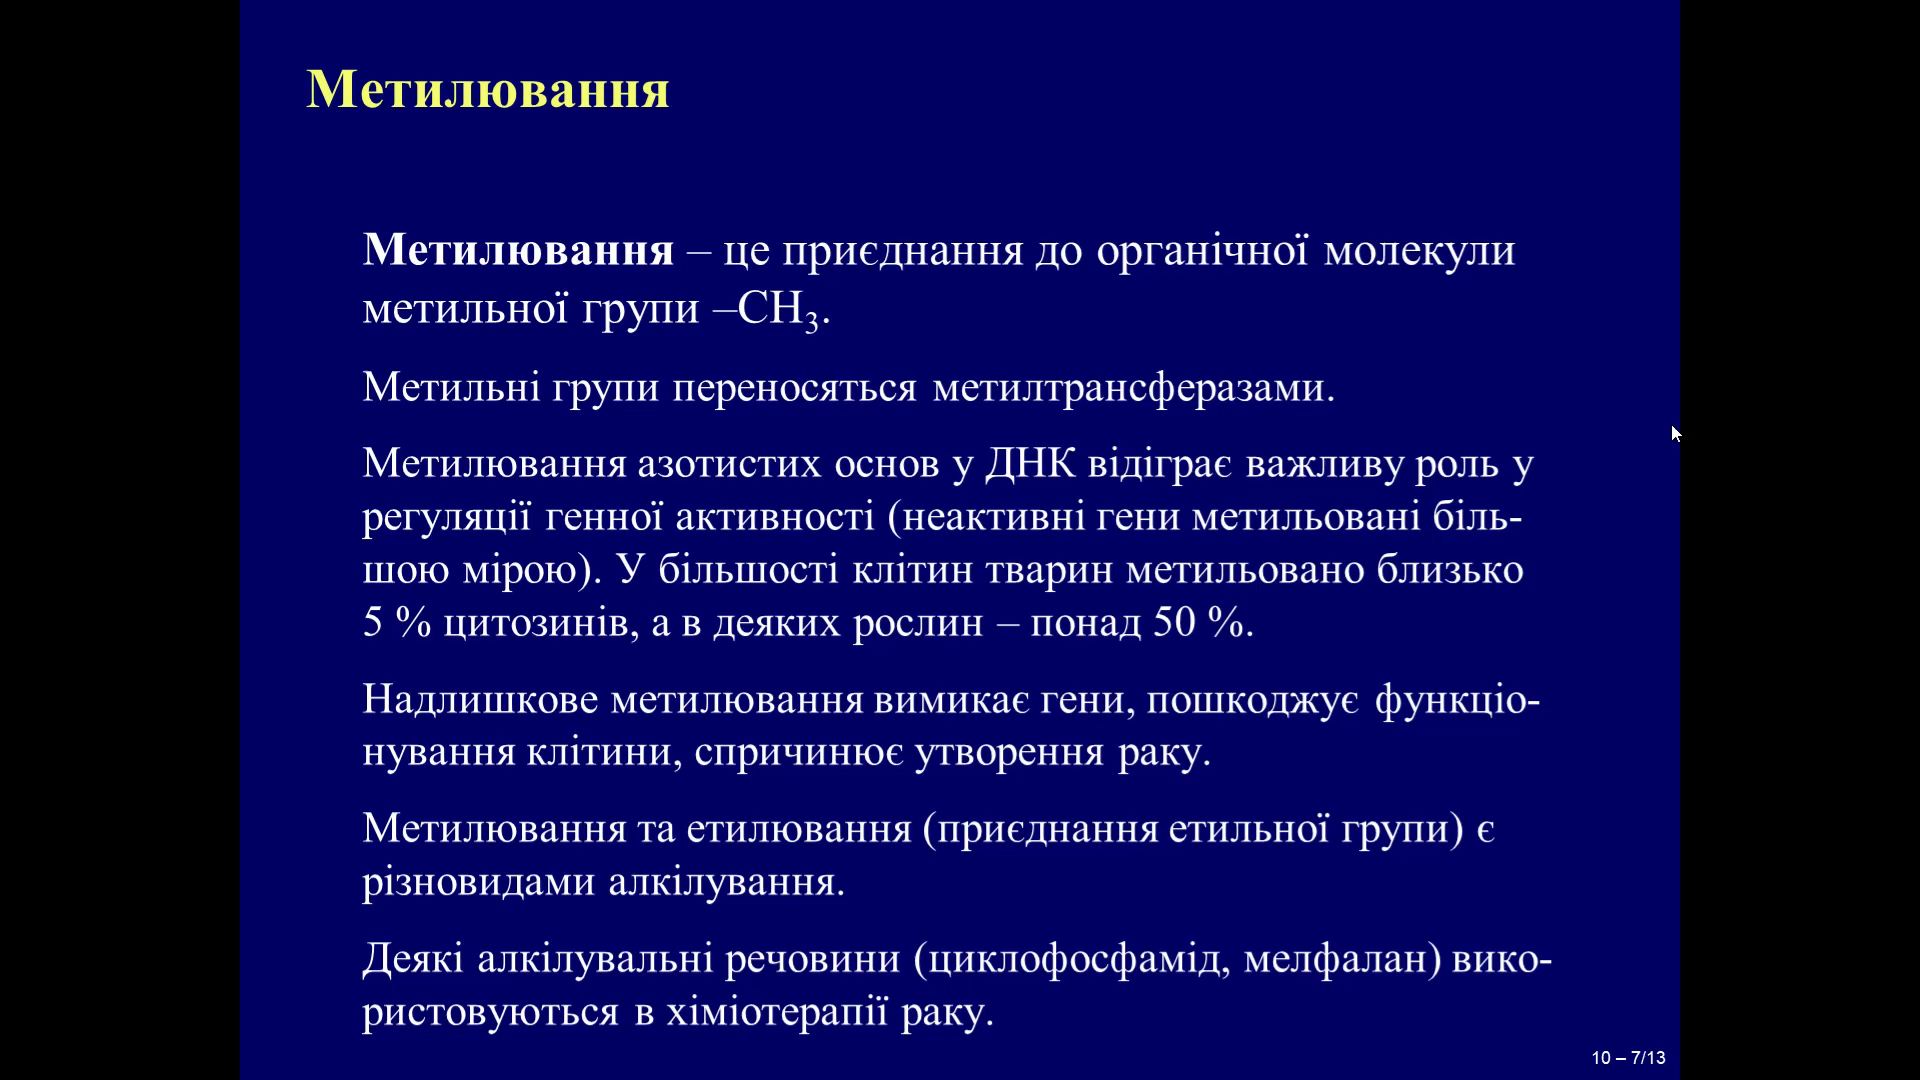 Метилювання
Метилювання – це приєднання до органічної молекули
метильної групи –CH₃.
Метильні групи переносяться метилтрансферазами.
Метилювання азотистих основ у ДНК відіграє важливу роль у
регуляції генної активності (неактивні гени метильовані біль-
шою мірою). У більшості клітин тварин метильовано близько
5 % цитозинів, а в деяких рослин – понад 50 %.
Надлишкове метилювання вимикає гени, пошкоджує функціо-
нування клітини, спричинює утворення раку.
Метилювання та етилювання (приєднання етильної групи) є
різновидами алкілування.
Деякі алкілувальні речовини (циклофосфамід, мелфалан) вико-
ристовуються в хіміотерапії раку.
10 – 7/13